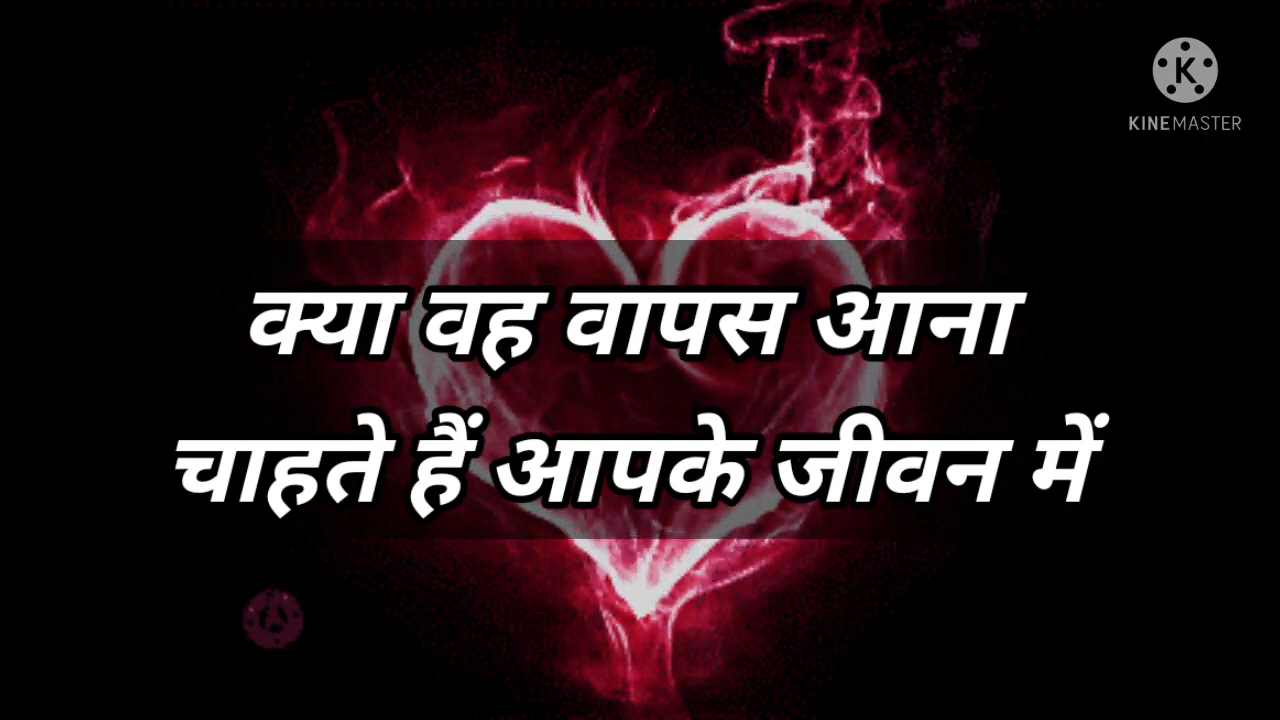 K
KINEMASTER
क्या वह वापस आना
चाहते हैं आपके जीवन में